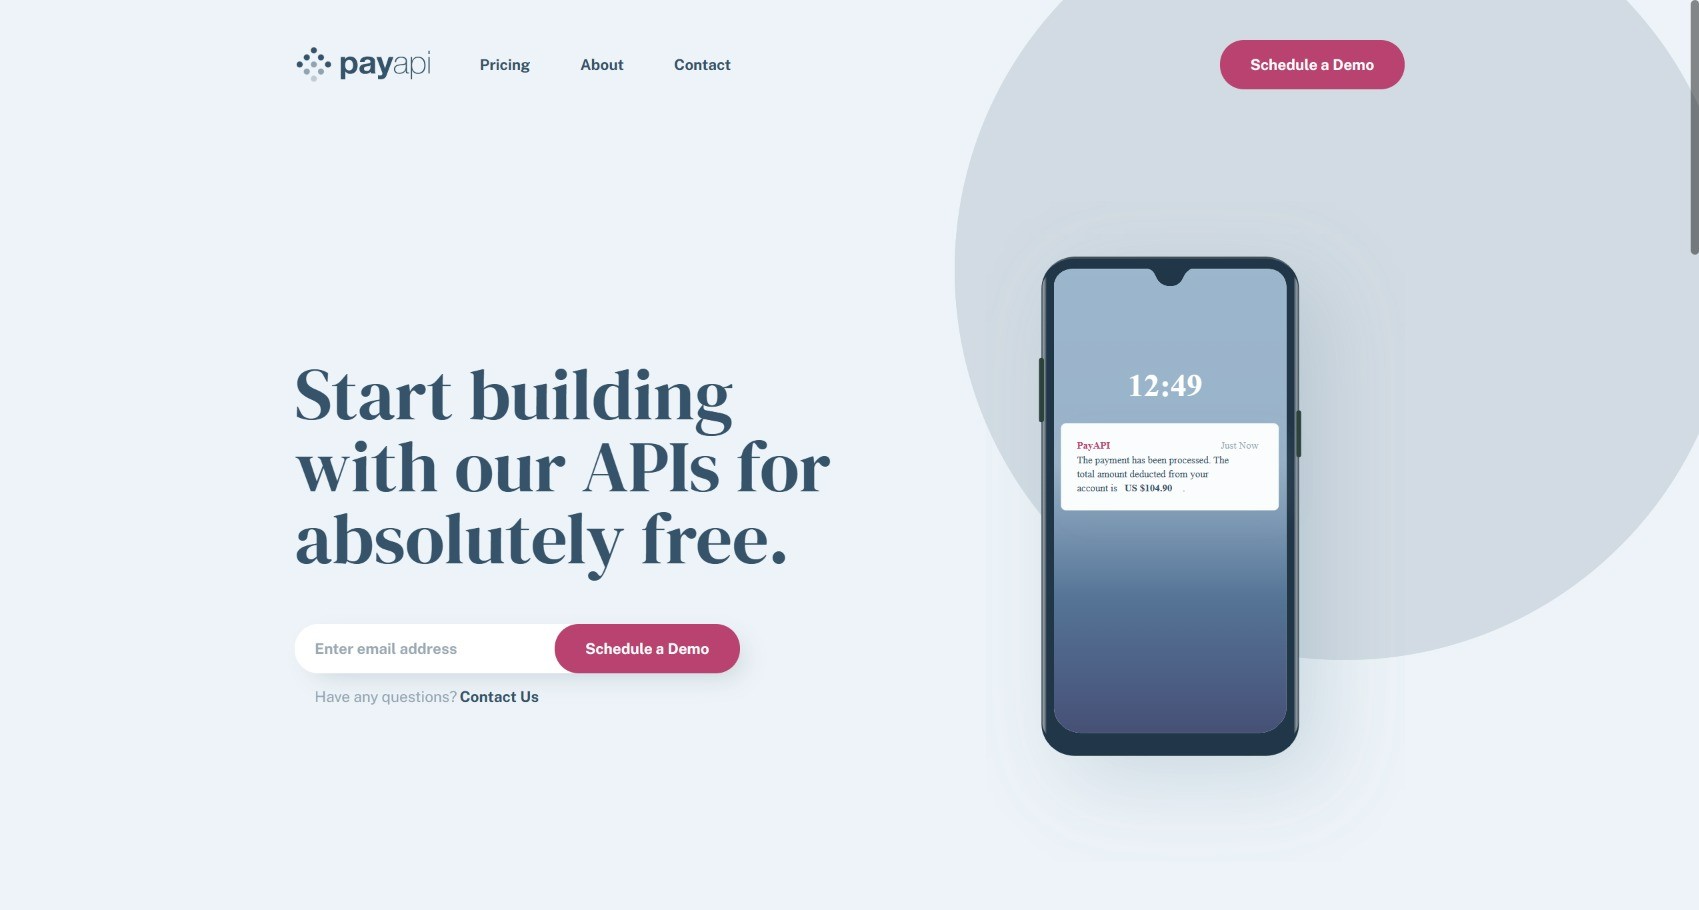 payapi
Pricing
About
Contact
Schedule a Demo
Start building
with our APIs for
absolutely free.
Enter email address
Schedule a Demo
Have any questions? Contact Us
12:49
PayAPI
Just Now
The payment has been processed. The
total amount deducted from your
account is US $104.90 .